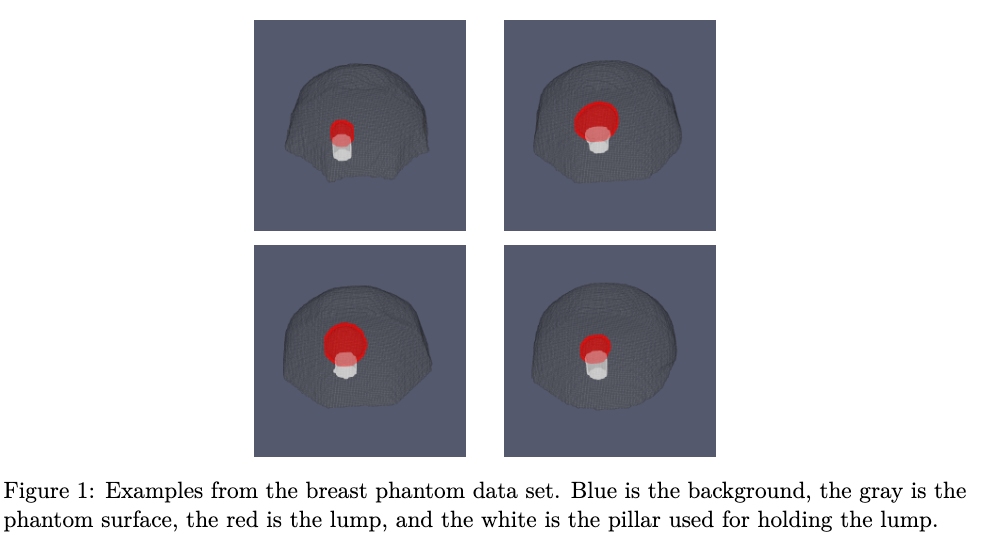 Figure 1: Examples from the breast phantom data set. Blue is the background, the gray is the
phantom surface, the red is the lump, and the white is the pillar used for holding the lump.